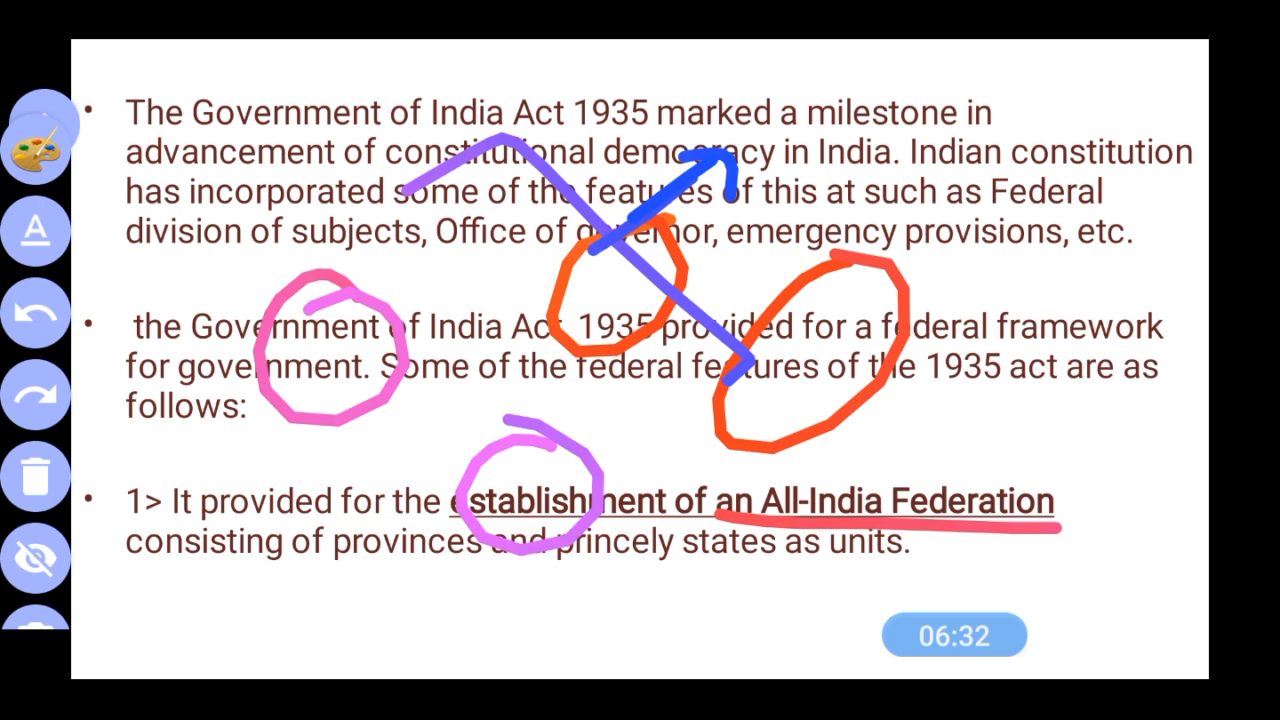 • The Government of India Act 1935 marked a milestone in
advancement of constitutional democracy in India. Indian constitution
has incorporated some of the features of this at such as Federal
division of subjects, Office of governor, emergency provisions, etc.
• the Government of India Act 1935 provided for a federal framework
for government. Some of the federal features of the 1935 act are as
follows:
• 1> It provided for the establishment of an All-India Federation
consisting of provinces and princely states as units.
A
06:32